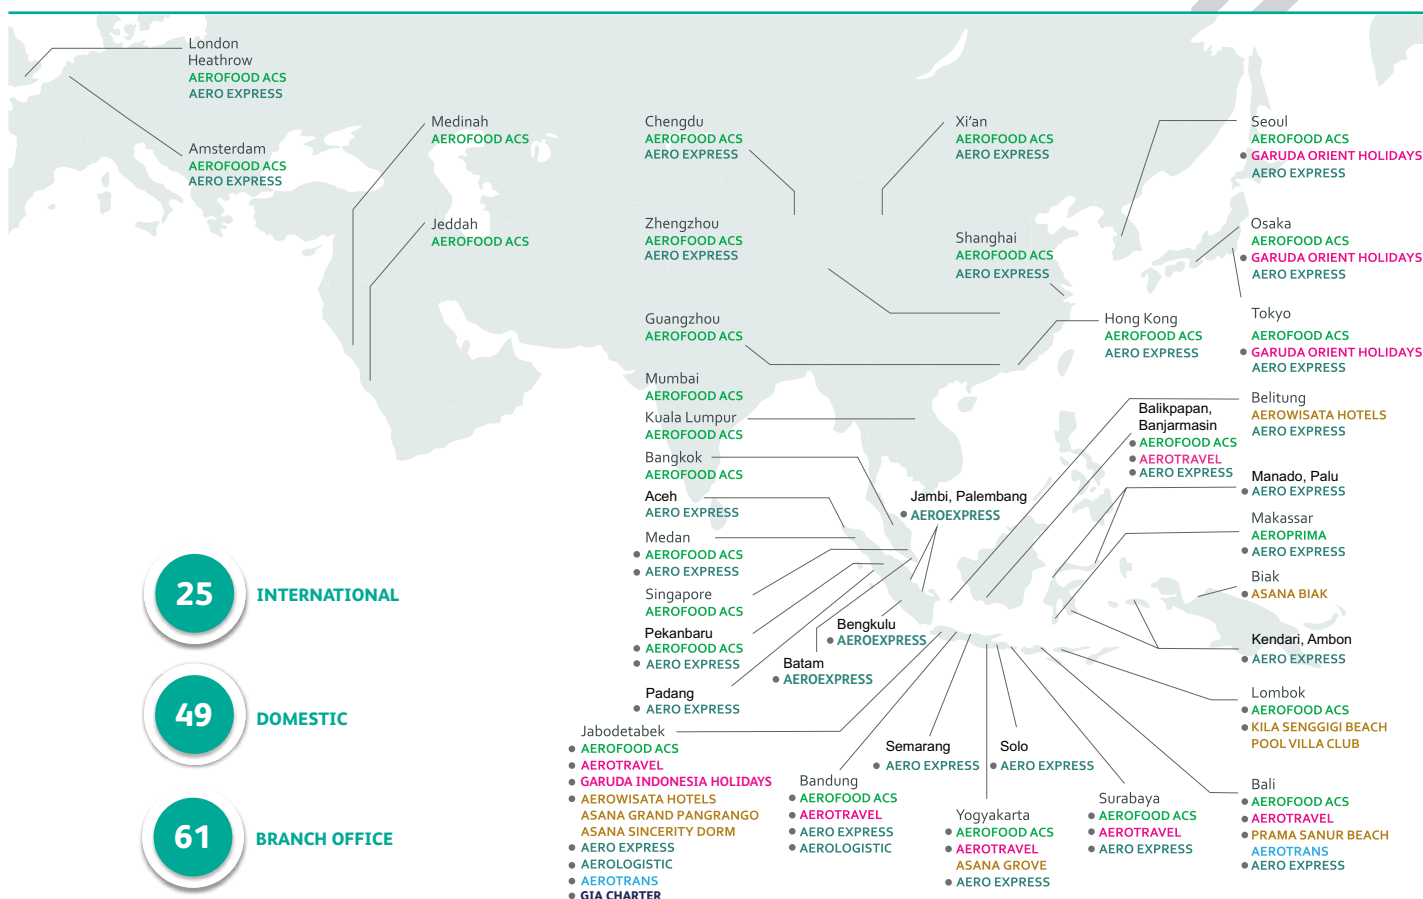 London
Heathrow
AEROFOOD ACS
AERO EXPRESS
Amsterdam
AEROFOOD ACS
AERO EXPRESS
Medinah
AEROFOOD ACS
Jeddah
AEROFOOD ACS
Chengdu
AEROFOOD ACS
AERO EXPRESS
Zhengzhou
AEROFOOD ACS
AERO EXPRESS
Guangzhou
AEROFOOD ACS
Mumbai
AEROFOOD ACS
Kuala Lumpur
AEROFOOD ACS
Bangkok
AEROFOOD ACS
Aceh
AERO EXPRESS
Medan
AEROFOOD ACS
AERO EXPRESS
Singapore
AEROFOOD ACS
Pekanbaru
AEROFOOD ACS
AERO EXPRESS
Padang
AERO EXPRESS
Xi'an
AEROFOOD ACS
AERO EXPRESS
Shanghai
AEROFOOD ACS
AERO EXPRESS
Hong Kong
AEROFOOD ACS
AERO EXPRESS
Seoul
AEROFOOD ACS
GARUDA ORIENT HOLIDAYS
AERO EXPRESS
Osaka
AEROFOOD ACS
GARUDA ORIENT HOLIDAYS
AERO EXPRESS
Tokyo
AEROFOOD ACS
GARUDA ORIENT HOLIDAYS
AERO EXPRESS
Belitung
AEROWISATA HOTELS
AERO EXPRESS
Balikpapan,
Banjarmasin
AEROFOOD ACS
AEROTRAVEL
AERO EXPRESS
Jambi, Palembang
AEROEXPRESS
Manado, Palu
AERO EXPRESS
Makassar
AEROPRIMA
AERO EXPRESS
Biak
ASANA BIAK
Kendari, Ambon
AERO EXPRESS
Bengkulu
AEROEXPRESS
Batam
AEROEXPRESS
25
INTERNATIONAL
49
DOMESTIC
61
BRANCH OFFICE
Jabodetabek
AEROFOOD ACS
AEROTRAVEL
GARUDA INDONESIA HOLIDAYS
AEROWISATA HOTELS
ASANA GRAND PANGRANGO
ASANA SINCERITY DORM
AERO EXPRESS
AEROLOGISTIC
AEROTRANS
GIA CHARTER
Bandung
AEROFOOD ACS
AEROTRAVEL
AERO EXPRESS
AEROLOGISTIC
Semarang
AERO EXPRESS
Solo
AERO EXPRESS
Yogyakarta
AEROFOOD ACS
AEROTRAVEL
ASANA GROVE
AERO EXPRESS
Surabaya
AEROFOOD ACS
AEROTRAVEL
AERO EXPRESS
Lombok
AEROFOOD ACS
KILA SENGGIGI BEACH
POOL VILLA CLUB
Bali
AEROFOOD ACS
AEROTRAVEL
PRAMA SANUR BEACH
AEROTRANS
AERO EXPRESS